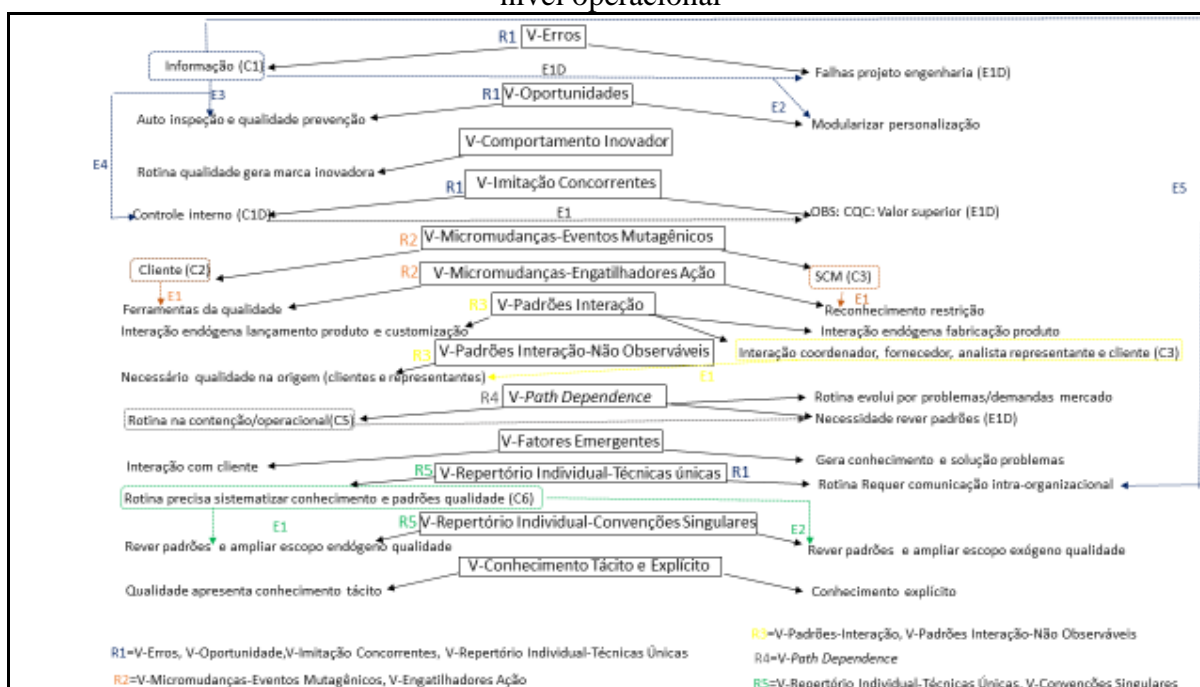 nível operacional
R1 V-Erros
Informação (C1)
E1D
Falhas projeto engenharia (E1D)
E3
R1 V-Oportunidades
E2
Auto inspeção e qualidade prevenção
Modularizar personalização
V-Comportamento Inovador
E4
Rotina qualidade gera marca inovadora
R1 V-Imitação Concorrentes
E5
Controle interno (C1D)
E1
OBS: CQC: Valor superior (E1D)
R2 V-Micromudanças-Eventos Mutagênicos
Cliente (C2)
R2 V-Micromudanças-Engatilhadores Ação
SCM (C3)
E1
E1
Ferramentas da qualidade
R3 V-Padrões Interação
Reconhecimento restrição
Interação endógena lançamento produto e customização
Interação endógena fabricação produto
R3 V-Padrões Interação-Não Observáveis
Interação coordenador, fornecedor, analista representante e cliente (C3)
Necessário qualidade na origem (clientes e representantes)
E1
R4 V-Path Dependence
Rotina evolui por problemas/demandas mercado
Rotina na contenção/operacional(C5)
Necessidade rever padrões (E1D)
V-Fatores Emergentes
Interação com cliente
Gera conhecimento e solução problemas
R5 V-Repertório Individual-Técnicas únicas R1
Rotina Requer comunicação intra-organizacional
Rotina precisa sistematizar conhecimento e padrões qualidade (C6)
E1
R5 V-Repertório Individual-Convenções Singulares
E2
Rever padrões e ampliar escopo endógeno qualidade
Rever padrões e ampliar escopo exógeno qualidade
V-Conhecimento Tácito e Explícito
Qualidade apresenta conhecimento tácito
Conhecimento explícito
R3=V-Padrões-Interação, V-Padrões Interação-Não Observáveis
R1=V-Erros, V-Oportunidade,V-Imitação Concorrentes, V-Repertório Individual-Técnicas Únicas
R4=V-Path Dependence
R2=V-Micromudanças-Eventos Mutagênicos, V-Engatilhadores Ação
R5=V-Repertório Individual-Técnicas Únicas, V-Convenções Singulares